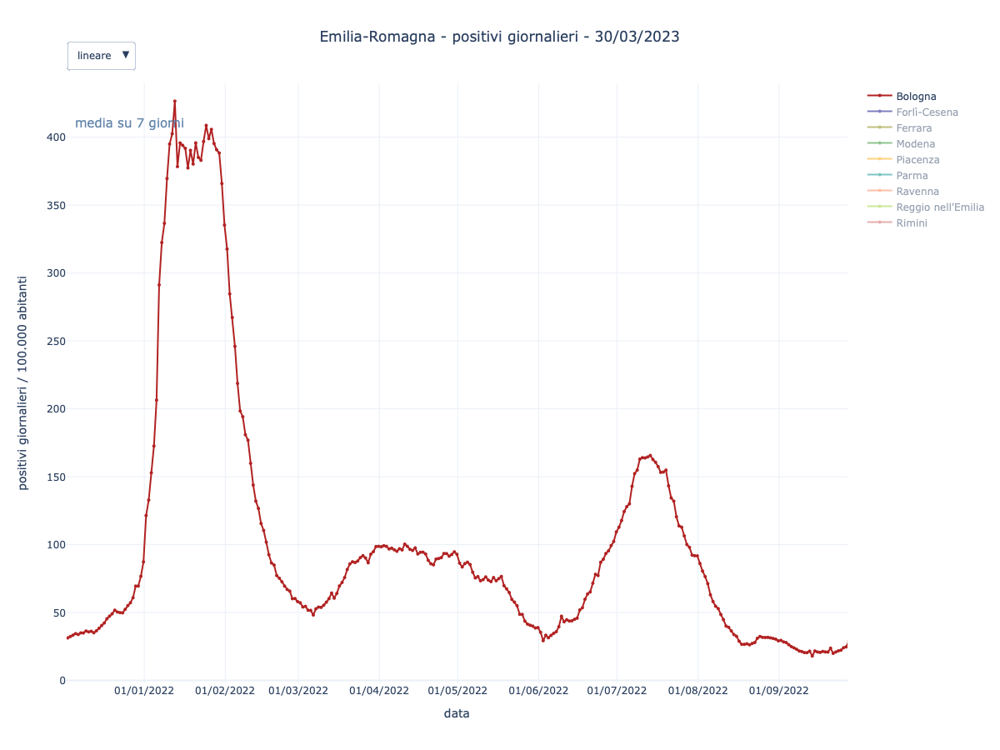 Emilia-Romagna - positivi giornalieri - 30/03/2023
lineare ▼
media su 7 giorni
positivi giornalieri / 100.000 abitanti
400
350
300
250
200
150
100
50
0
01/01/2022 01/02/2022 01/03/2022 01/04/2022 01/05/2022 01/06/2022 01/07/2022 01/08/2022 01/09/2022
data
Bologna
Forlì-Cesena
Ferrara
Modena
Piacenza
Parma
Ravenna
Reggio nell'Emilia
Rimini